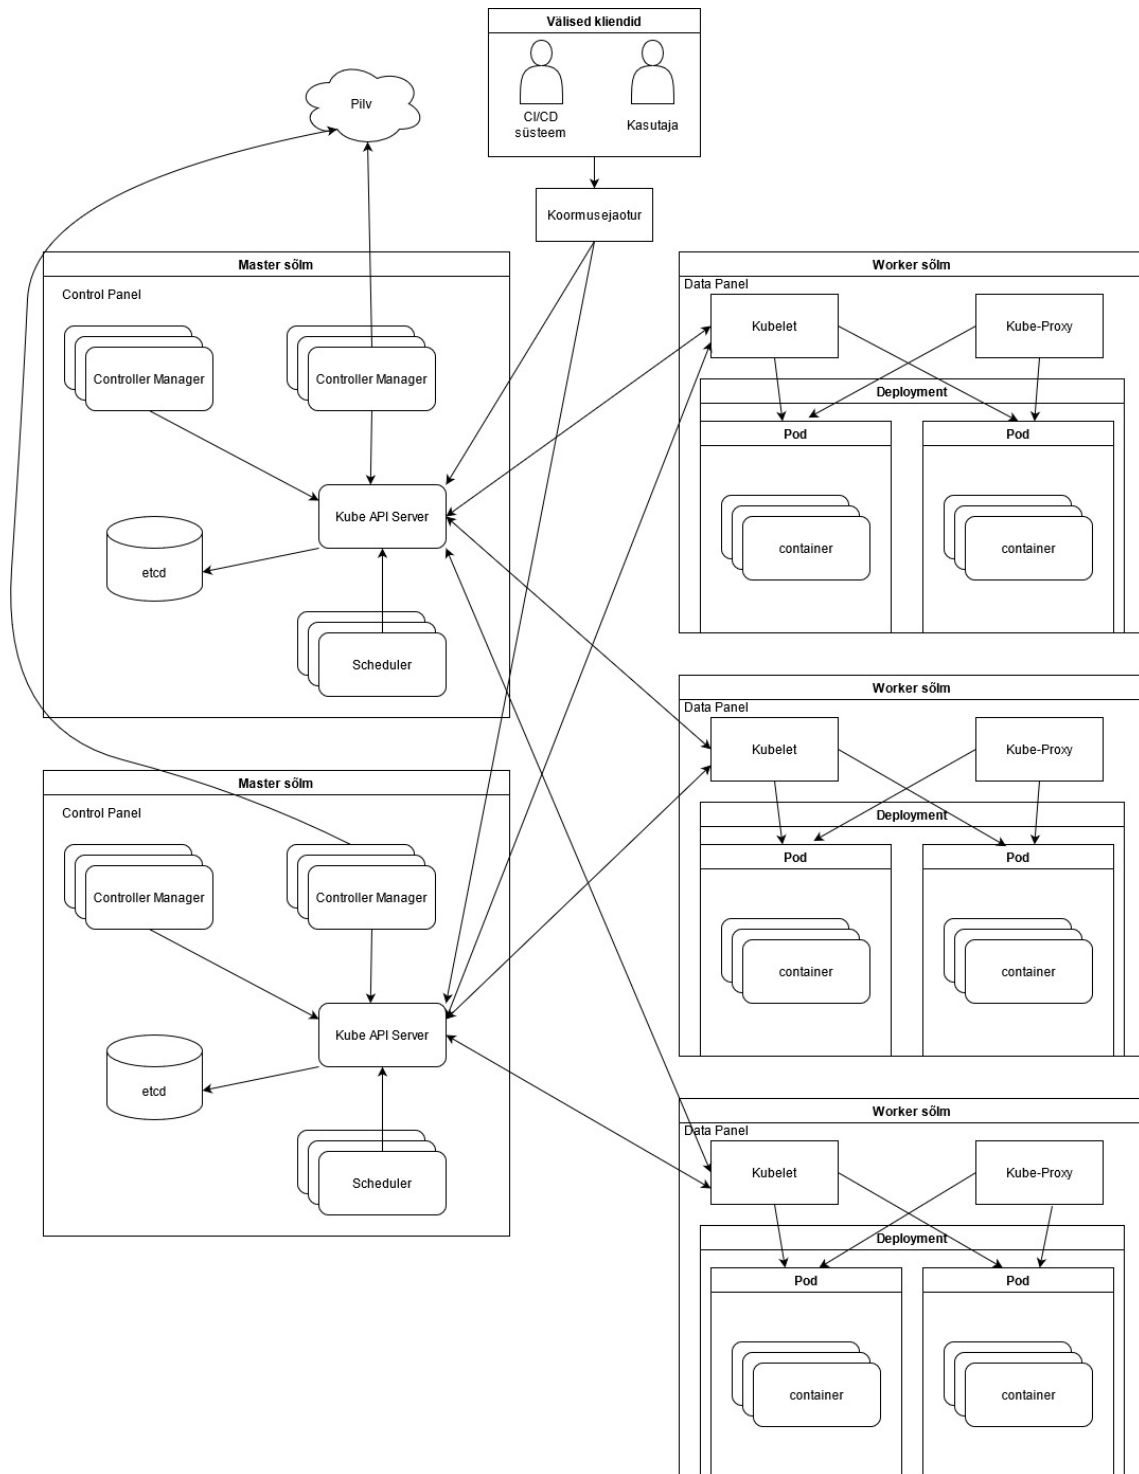 Välised kliendid
CI/CD
süsteem
Kasutaja
Pilv
Koormusejaotur
Master sõlm
Control Panel
Controller Manager
Controller Manager
Kube API Server
etcd
Scheduler
Master sõlm
Control Panel
Controller Manager
Controller Manager
Kube API Server
etcd
Scheduler
Worker sõlm
Data Panel
Kubelet
Kube-Proxy
Deployment
Pod
Pod
container
container
Worker sõlm
Data Panel
Kubelet
Kube-Proxy
Deployment
Pod
Pod
container
container
Worker sõlm
Data Panel
Kubelet
Kube-Proxy
Deployment
Pod
Pod
container
container